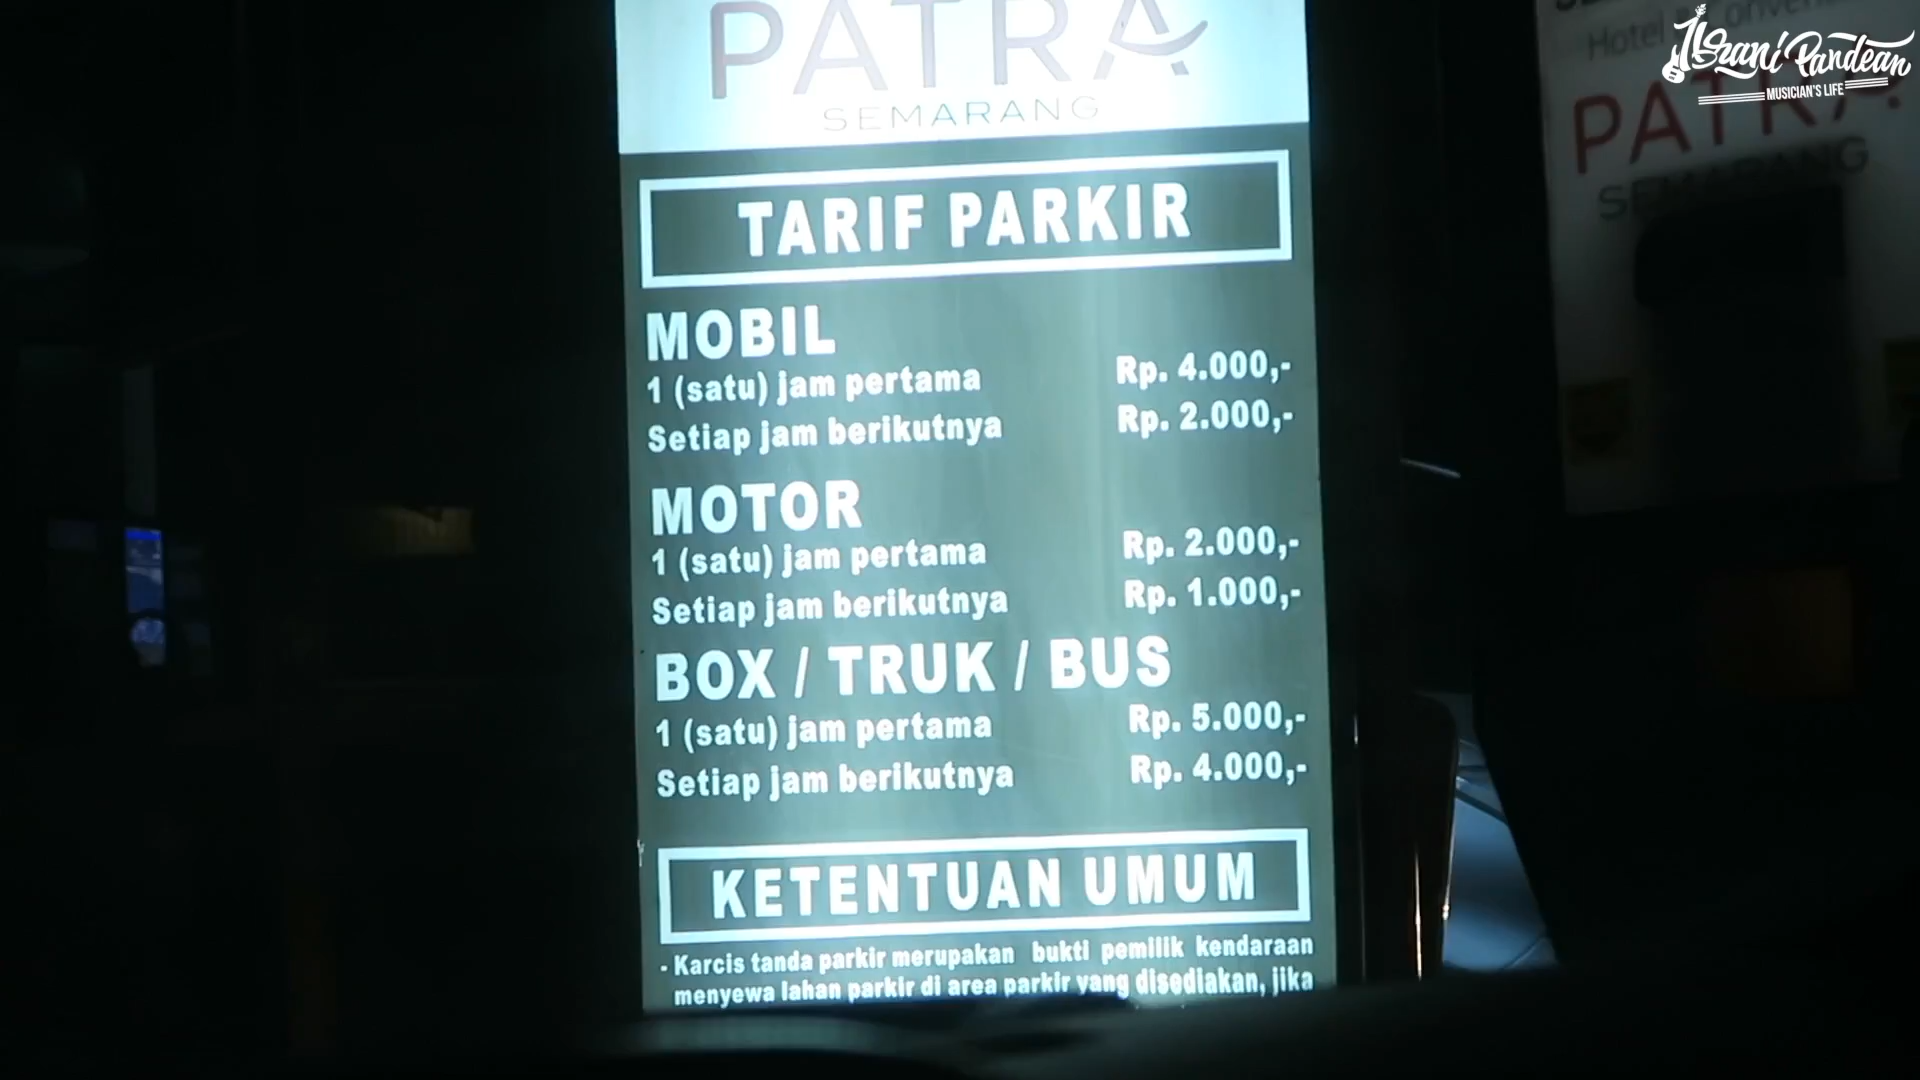 PATRA
SEMARANG
TARIF PARKIR
MOBIL
1 (satu) jam pertama Rp. 4.000,-
Setiap jam berikutnya Rp. 2.000,-
MOTOR
1 (satu) jam pertama Rp. 2.000,-
Setiap jam berikutnya Rp. 1.000,-
BOX / TRUK / BUS
1 (satu) jam pertama Rp. 5.000,-
Setiap jam berikutnya Rp. 4.000,-
KETENTUAN UMUM
- Karcis tanda parkir merupakan bukti pemilik kendaraan
menyewa lahan parkir di area parkir yang disediakan, jika
Hotel
PATRA
SEMARANG
Israni Pandean
MUSICIAN'S LIFE